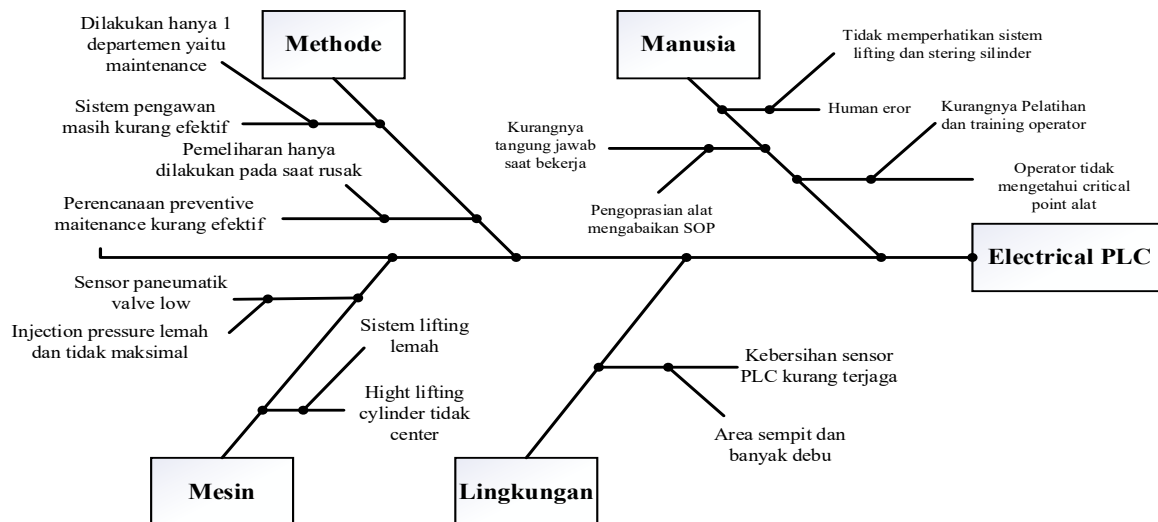 Dilakukan hanya 1
departemen yaitu
maintenance
Methode
Sistem pengawan
masih kurang efektif
Pemeliharan hanya
dilakukan pada saat rusak
Perencanaan preventive
maitenance kurang efektif
Manusia
Tidak memperhatikan sistem
lifting dan stering silinder
Human eror
Kurangnya
tangung jawab
saat bekerja
Kurangnya Pelatihan
dan training operator
Pengoprasian alat
mengabaikan SOP
Operator tidak
mengetahui critical
point alat
Electrical PLC
Sensor paneumatik
valve low
Injection pressure lemah
dan tidak maksimal
Sistem lifting
lemah
Hight lifting
cylinder tidak
center
Mesin
Kebersihan sensor
PLC kurang terjaga
Area sempit dan
banyak debu
Lingkungan